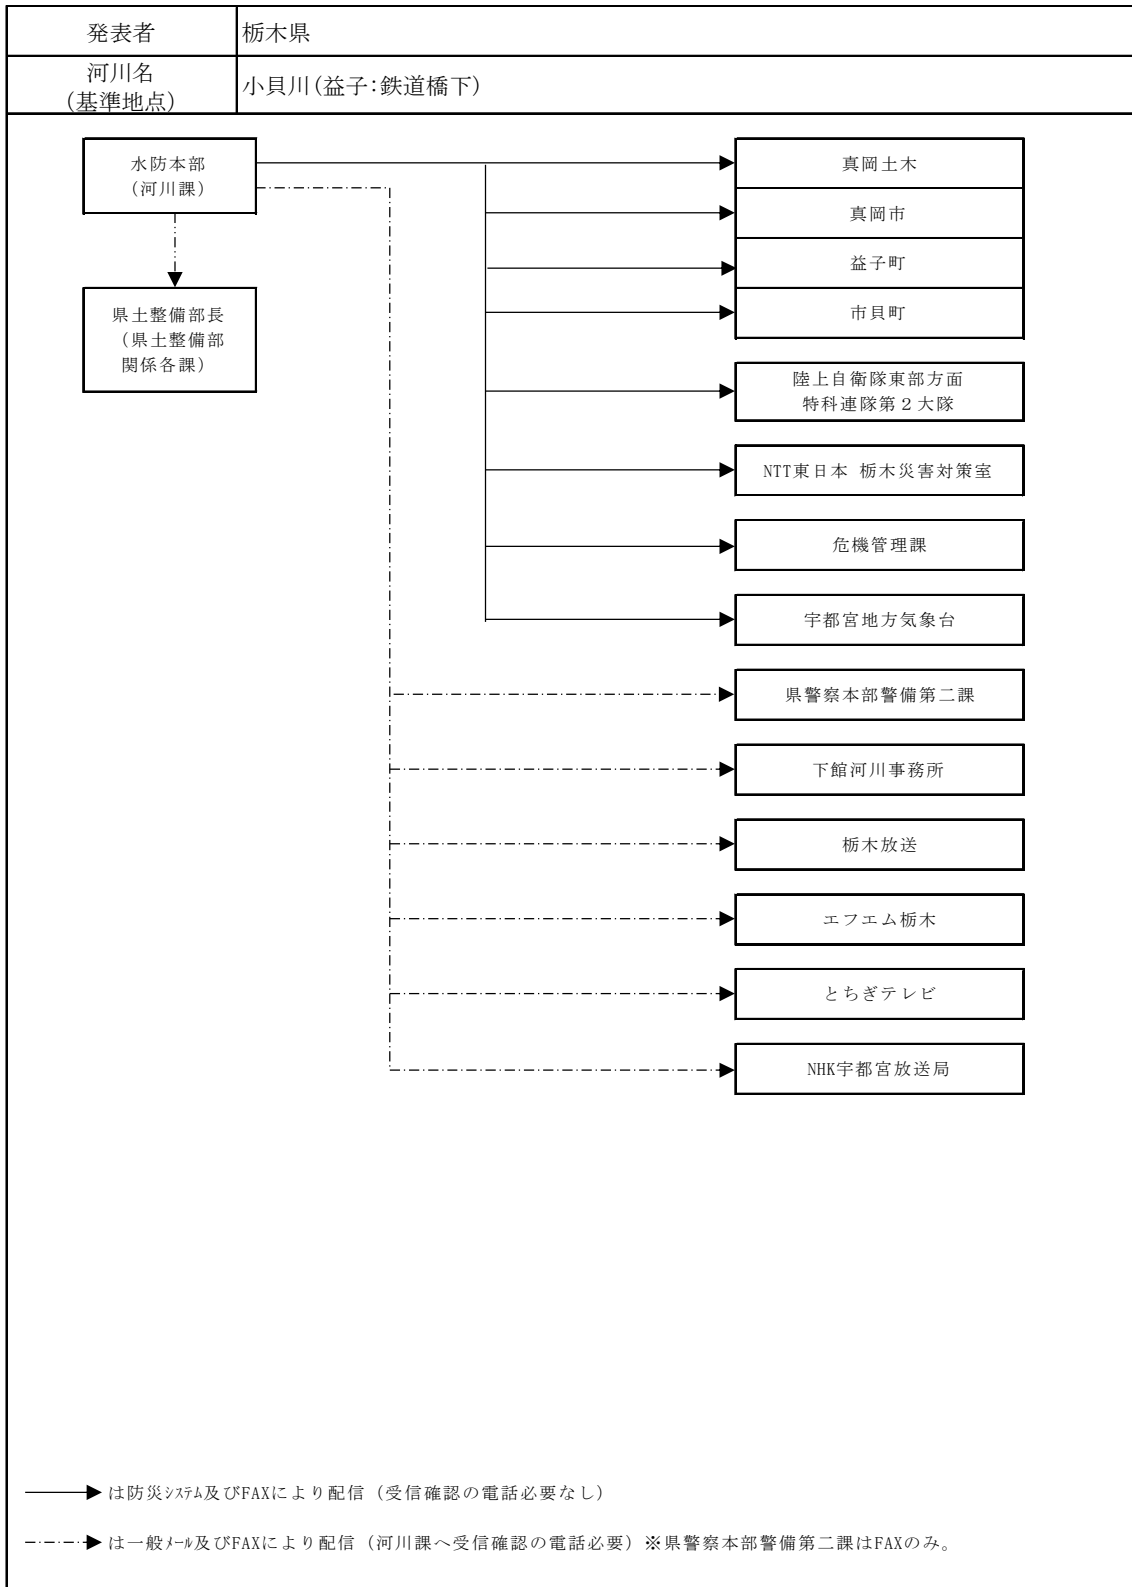 発表者
栃木県
河川名
(基準地点)
小貝川(益子:鉄道橋下)
水防本部
（河川課）
県土整備部長
（県土整備部
関係各課）
真岡土木
真岡市
益子町
市貝町
陸上自衛隊東部方面
特科連隊第２大隊
NTT東日本 栃木災害対策室
危機管理課
宇都宮地方気象台
県警察本部警備第二課
下館河川事務所
栃木放送
エフエム栃木
とちぎテレビ
NHK宇都宮放送局
は防災ｼｽﾃﾑ及びFAXにより配信（受信確認の電話必要なし）
は一般ﾒｰﾙ及びFAXにより配信（河川課へ受信確認の電話必要）※県警察本部警備第二課はFAXのみ。